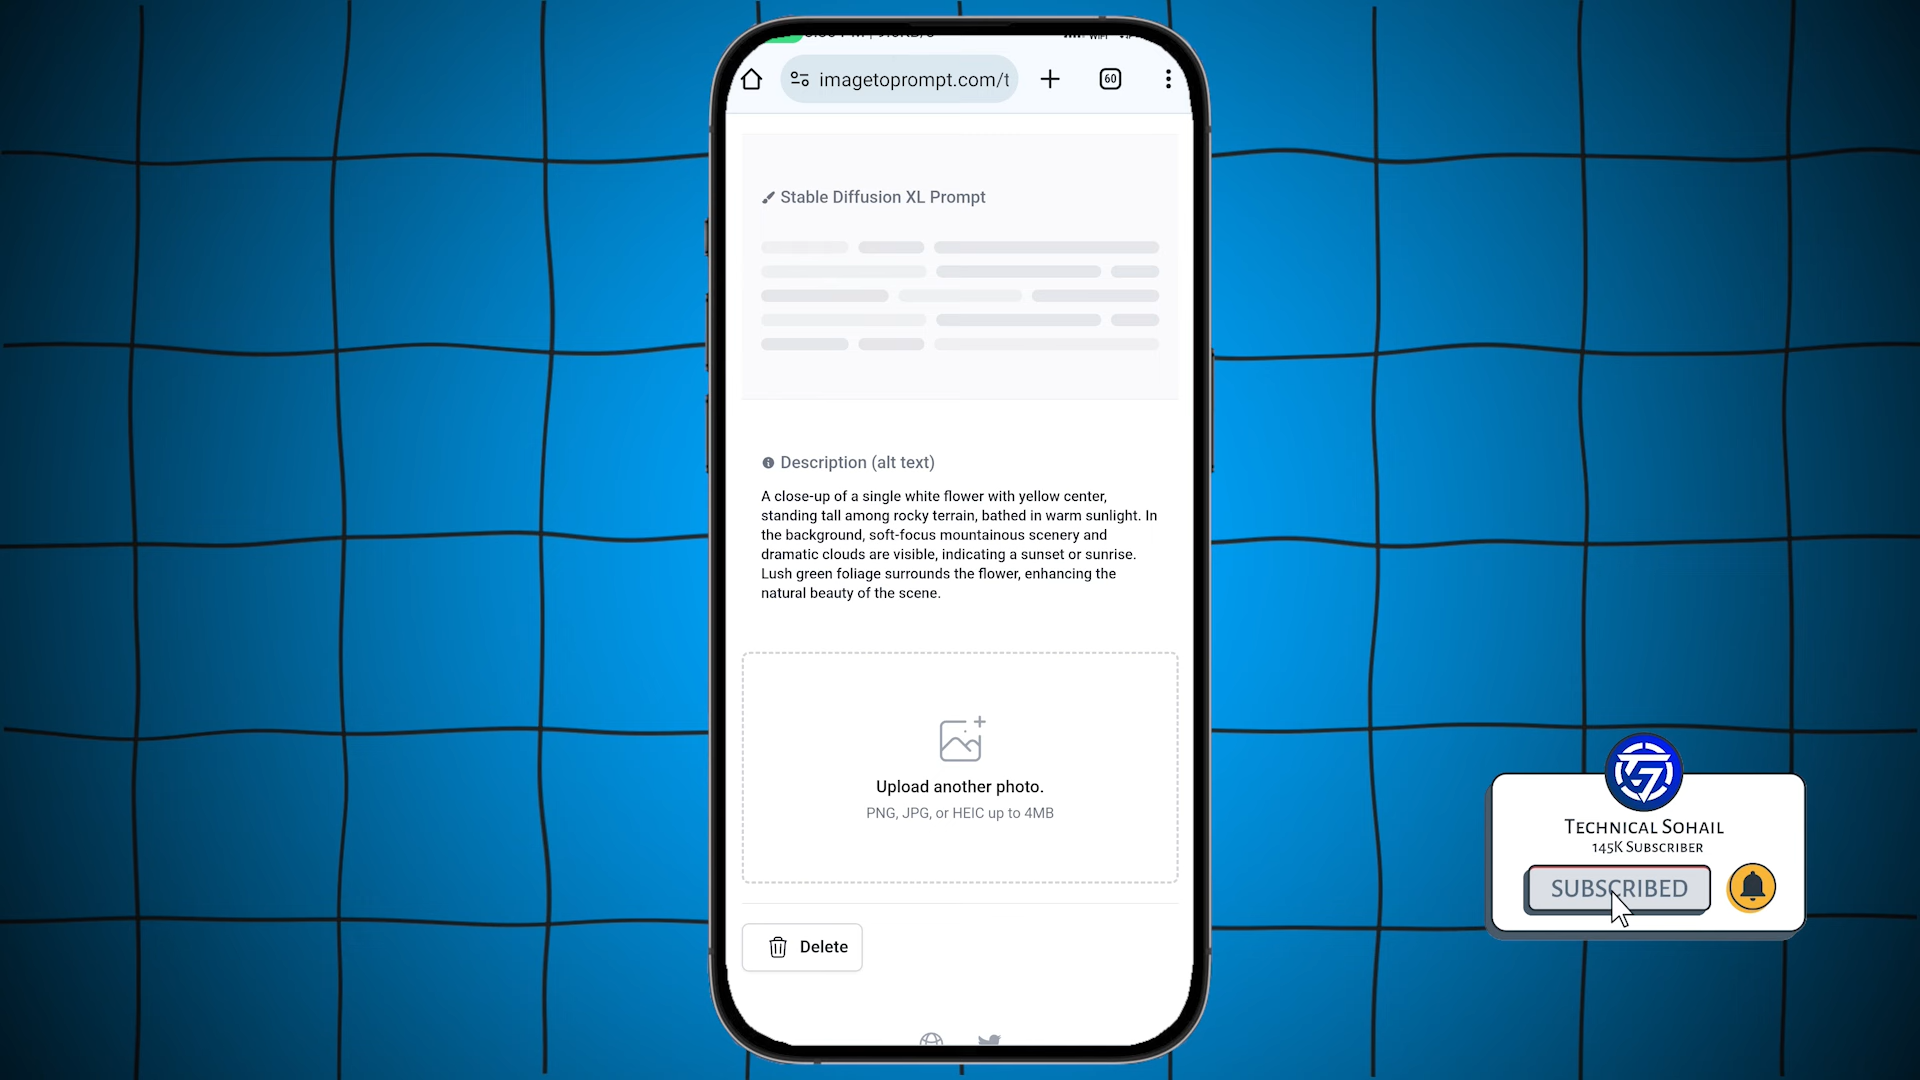 imagetoprompt.com/t
60
Stable Diffusion XL Prompt
Description (alt text)
A close-up of a single white flower with yellow center,
standing tall among rocky terrain, bathed in warm sunlight. In
the background, soft-focus mountainous scenery and
dramatic clouds are visible, indicating a sunset or sunrise.
Lush green foliage surrounds the flower, enhancing the
natural beauty of the scene.
Upload another photo.
PNG, JPG, or HEIC up to 4MB
Delete
TECHNICAL SOHAIL
145K SUBSCRIBER
SUBSCRIBED